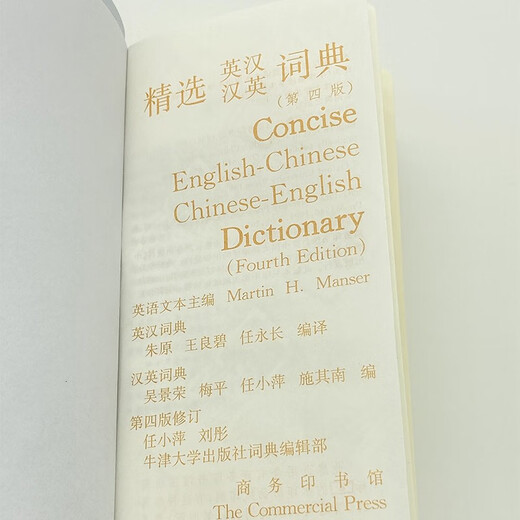 精选 英汉 汉英 词典
(第四版)
Concise
English-Chinese
Chinese-English
Dictionary
(Fourth Edition)
英语文本主编 Martin H. Manser
英汉词典
朱原 王良碧 任永长 编译
汉英词典
吴景荣 梅平 任小萍 施其南 编
第四版修订
任小萍 刘彤
牛津大学出版社词典编辑部
商务印书馆
The Commercial Press